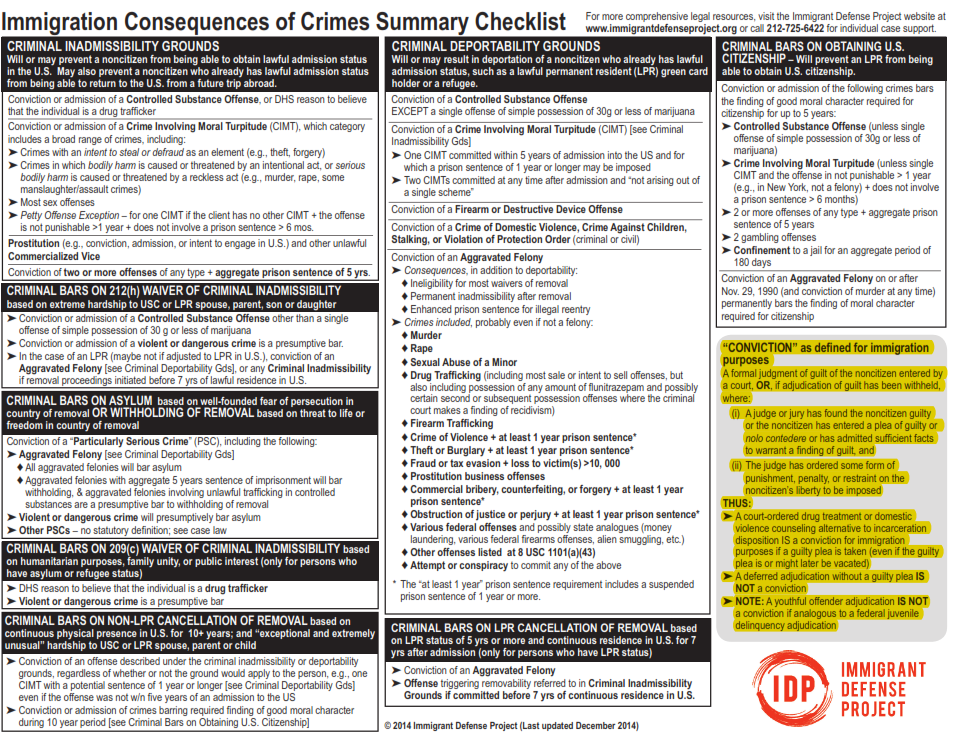 Immigration Consequences of Crimes Summary Checklist
For more comprehensive legal resources, visit the Immigrant Defense Project website at
www.immigrantdefenseproject.org or call 212-725-6422 for individual case support.
CRIMINAL INADMISSIBILITY GROUNDS
Will or may prevent a noncitizen from being able to obtain lawful admission status
in the U.S. May also prevent a noncitizen who already has lawful admission status
from being able to return to the U.S. from a future trip abroad.
Conviction or admission of a Controlled Substance Offense, or DHS reason to believe
that the individual is a drug trafficker
Conviction or admission of a Crime Involving Moral Turpitude (CIMT), which category
includes a broad range of crimes, including:
➤ Crimes with an intent to steal or defraud as an element (e.g., theft, forgery)
➤ Crimes in which bodily harm is caused or threatened by an intentional act, or serious
bodily harm is caused or threatened by a reckless act (e.g., murder, rape, some
manslaughter/assault crimes)
➤ Most sex offenses
➤ Petty Offense Exception – for one CIMT if the client has no other CIMT + the offense
is not punishable >1 year + does not involve a prison sentence > 6 mos.
Prostitution (e.g., conviction, admission, or intent to engage in U.S.) and other unlawful
Commercialized Vice
Conviction of two or more offenses of any type + aggregate prison sentence of 5 yrs.
CRIMINAL BARS ON 212(h) WAIVER OF CRIMINAL INADMISSIBILITY
based on extreme hardship to USC or LPR spouse, parent, son or daughter
➤ Conviction or admission of a Controlled Substance Offense other than a single
offense of simple possession of 30 g or less of marijuana
➤ Conviction or admission of a violent or dangerous crime is a presumptive bar.
➤ In the case of an LPR (maybe not if adjusted to LPR in U.S.), conviction of an
Aggravated Felony [see Criminal Deportability Gds], or any Criminal Inadmissibility
if removal proceedings initiated before 7 yrs of lawful residence in U.S.
CRIMINAL BARS ON ASYLUM based on well-founded fear of persecution in
country of removal OR WITHHOLDING OF REMOVAL based on threat to life or
freedom in country of removal
Conviction of a “Particularly Serious Crime” (PSC), including the following:
➤ Aggravated Felony [see Criminal Deportability Gds]
♦ All aggravated felonies will bar asylum
♦ Aggravated felonies with aggregate 5 years sentence of imprisonment will bar
withholding, & aggravated felonies involving unlawful trafficking in controlled
substances are a presumptive bar to withholding of removal
➤ Violent or dangerous crime will presumptively bar asylum
➤ Other PSCs – no statutory definition; see case law
CRIMINAL BARS ON 209(c) WAIVER OF CRIMINAL INADMISSIBILITY based
on humanitarian purposes, family unity, or public interest (only for persons who
have asylum or refugee status)
➤ DHS reason to believe that the individual is a drug trafficker
➤ Violent or dangerous crime is a presumptive bar
CRIMINAL BARS ON NON-LPR CANCELLATION OF REMOVAL based on
continuous physical presence in U.S. for 10+ years; and “exceptional and extremely
unusual” hardship to USC or LPR spouse, parent or child
➤ Conviction of an offense described under the criminal inadmissibility or deportability
grounds, regardless of whether or not the ground would apply to the person, e.g., one
CIMT with a potential sentence of 1 year or longer [see Criminal Deportability Gds]
even if the offense was not w/n five years of an admission to the US
➤ Conviction or admission of crimes barring required finding of good moral character
during 10 year period [see Criminal Bars on Obtaining U.S. Citizenship]
CRIMINAL DEPORTABILITY GROUNDS
Will or may result in deportation of a noncitizen who already has lawful
admission status, such as a lawful permanent resident (LPR) green card
holder or a refugee.
Conviction of a Controlled Substance Offense
EXCEPT a single offense of simple possession of 30g or less of marijuana
Conviction of a Crime Involving Moral Turpitude (CIMT) [see Criminal
Inadmissibility Gds]
➤ One CIMT committed within 5 years of admission into the US and for
which a prison sentence of 1 year or longer may be imposed
➤ Two CIMTs committed at any time after admission and “not arising out of
a single scheme”
Conviction of a Firearm or Destructive Device Offense
Conviction of a Crime of Domestic Violence, Crime Against Children,
Stalking, or Violation of Protection Order (criminal or civil)
Conviction of an Aggravated Felony
➤ Consequences, in addition to deportability:
♦ Ineligibility for most waivers of removal
♦ Permanent inadmissibility after removal
♦ Enhanced prison sentence for illegal reentry
➤ Crimes included, probably even if not a felony:
♦ Murder
♦ Rape
♦ Sexual Abuse of a Minor
♦ Drug Trafficking (including most sale or intent to sell offenses, but
also including possession of any amount of flunitrazepam and possibly
certain second or subsequent possession offenses where the criminal
court makes a finding of recidivism)
♦ Firearm Trafficking
♦ Crime of Violence + at least 1 year prison sentence*
♦ Theft or Burglary + at least 1 year prison sentence*
♦ Fraud or tax evasion + loss to victim(s) >10, 000
♦ Prostitution business offenses
♦ Commercial bribery, counterfeiting, or forgery + at least 1 year
prison sentence*
♦ Obstruction of justice or perjury + at least 1 year prison sentence*
♦ Various federal offenses and possibly state analogues (money
laundering, various federal firearms offenses, alien smuggling, etc.)
♦ Other offenses listed at 8 USC 1101(a)(43)
♦ Attempt or conspiracy to commit any of the above
* The “at least 1 year” prison sentence requirement includes a suspended
prison sentence of 1 year or more.
CRIMINAL BARS ON LPR CANCELLATION OF REMOVAL based
on LPR status of 5 yrs or more and continuous residence in U.S. for 7
yrs after admission (only for persons who have LPR status)
➤ Conviction of an Aggravated Felony
➤ Offense triggering removability referred to in Criminal Inadmissibility
Grounds if committed before 7 yrs of continuous residence in U.S.
© 2014 Immigrant Defense Project (Last updated December 2014)
CRIMINAL BARS ON OBTAINING U.S.
CITIZENSHIP – Will prevent an LPR from being
able to obtain U.S. citizenship.
Conviction or admission of the following crimes bars
the finding of good moral character required for
citizenship for up to 5 years:
➤ Controlled Substance Offense (unless single
offense of simple possession of 30g or less of
marijuana)
➤ Crime Involving Moral Turpitude (unless single
CIMT and the offense in not punishable > 1 year
(e.g., in New York, not a felony) + does not involve
a prison sentence > 6 months)
➤ 2 or more offenses of any type + aggregate prison
sentence of 5 years
➤ 2 gambling offenses
➤ Confinement to a jail for an aggregate period of
180 days
Conviction of an Aggravated Felony on or after
Nov. 29, 1990 (and conviction of murder at any time)
permanently bars the finding of moral character
required for citizenship
“CONVICTION” as defined for immigration
purposes
A formal judgment of guilt of the noncitizen entered by
a court, OR, if adjudication of guilt has been withheld,
where:
(i) A judge or jury has found the noncitizen guilty
or the noncitizen has entered a plea of guilty or
nolo contedere or has admitted sufficient facts
to warrant a finding of guilt, and
(ii) The judge has ordered some form of
punishment, penalty, or restraint on the
noncitizen’s liberty to be imposed
THUS:
➤ A court-ordered drug treatment or domestic
violence counseling alternative to incarceration
disposition IS a conviction for immigration
purposes if a guilty plea is taken (even if the guilty
plea is or might later be vacated)
➤ A deferred adjudication without a guilty plea IS
NOT a conviction
➤ NOTE: A youthful offender adjudication IS NOT
a conviction if analogous to a federal juvenile
delinquency adjudication
IDP
IMMIGRANT
DEFENSE
PROJECT